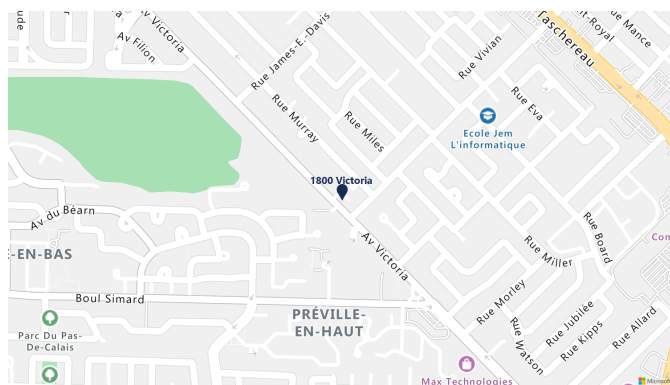 Av Victoria
Av Filion
Rue James-E.-Davis
Rue Vivian
Rue Mance
Taschereau
Rue Murray
Rue Miles
Rue Eva
Ecole Jem
L'informatique
1800 Victoria
Av du Béarn
Rue Board
Av Victoria
Rue Miller
E-EN-BAS
Boul Simard
Rue Morley
PRÉVILLE-
EN-HAUT
Rue Jubilée
Rue Kipps
Rue Allard
Rue Watson
Parc Du Pas-
De-Calais
Max Technologies